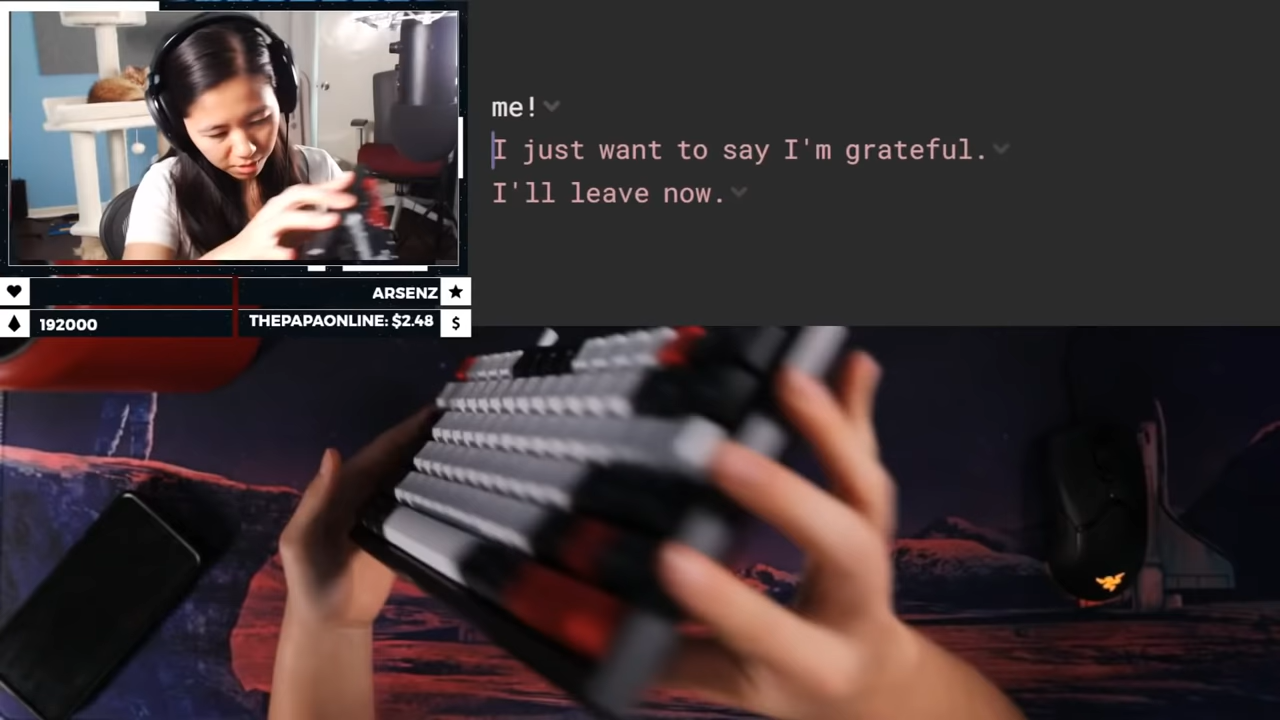 me!
I just want to say I'm grateful.
I'll leave now.
ARSENZ
192000
THEPAPAONLINE: $2.48
$